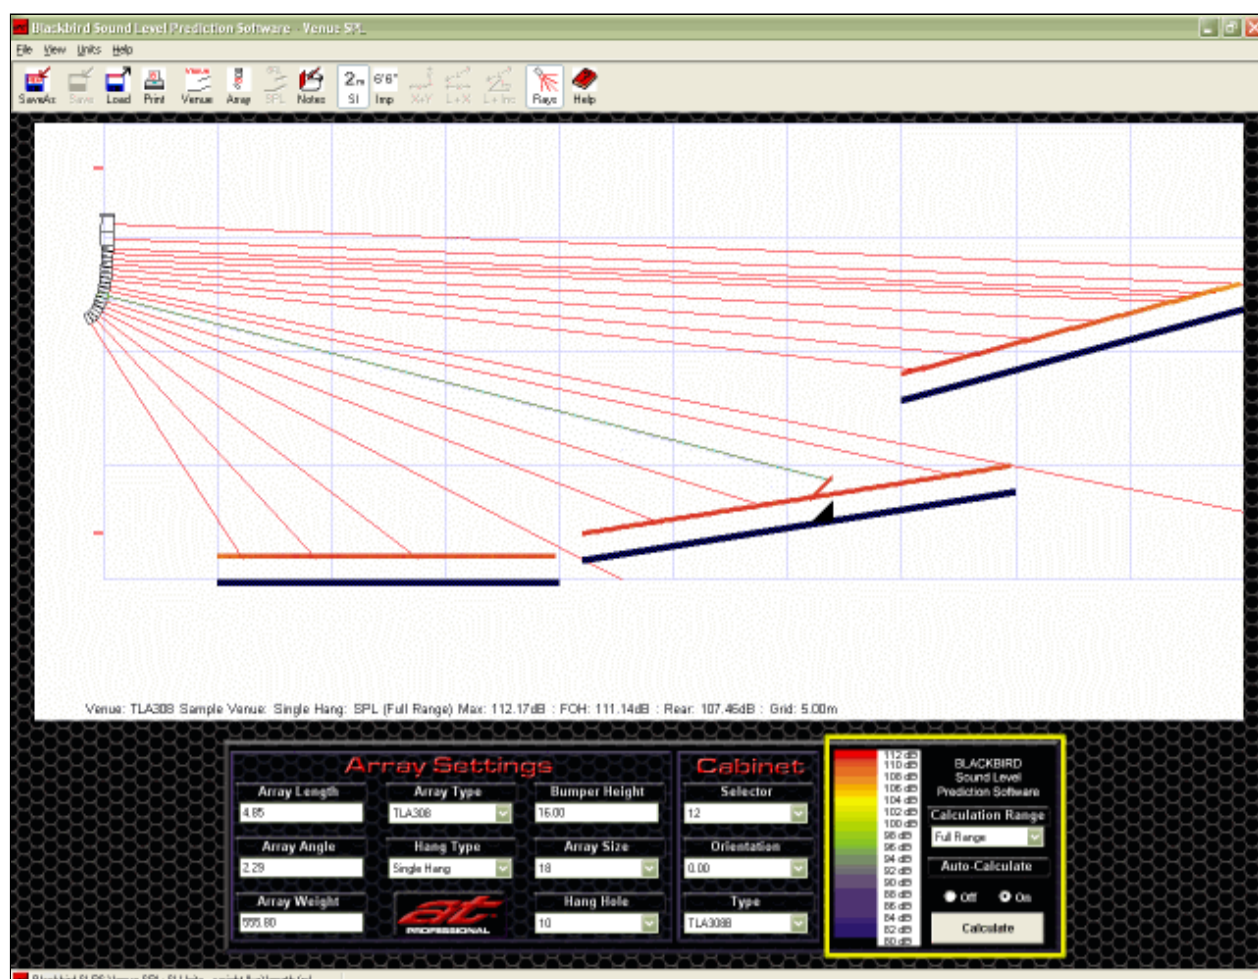 Blackbird Sound Level Prediction Software - Venue SPL
File View Units Help
2m 6'6"
SaveAs Save Load Print Venue Array SPL Notes SI Imp X+Y L+X L+Inc Rays Help
Venue: TLA308 Sample Venue: Single Hang: SPL (Full Range) Max: 112.17dB : FOH: 111.14dB : Rear: 107.46dB : Grid: 5.00m
Array Settings
Array Length Array Type Bumper Height
4.85 TLA308 16.00
Array Angle Hang Type Array Size
2.29 Single Hang 18
Array Weight Hang Hole
555.80 at PROFESSIONAL 10
Cabinet
Selector
12
Orientation
0.00
Type
TLA308B
112 dB
110 dB
108 dB
106 dB
104 dB
102 dB
100 dB
98 dB
96 dB
94 dB
92 dB
90 dB
88 dB
86 dB
84 dB
82 dB
80 dB
BLACKBIRD
Sound Level
Prediction Software
Calculation Range
Full Range
Auto-Calculate
Off On
Calculate